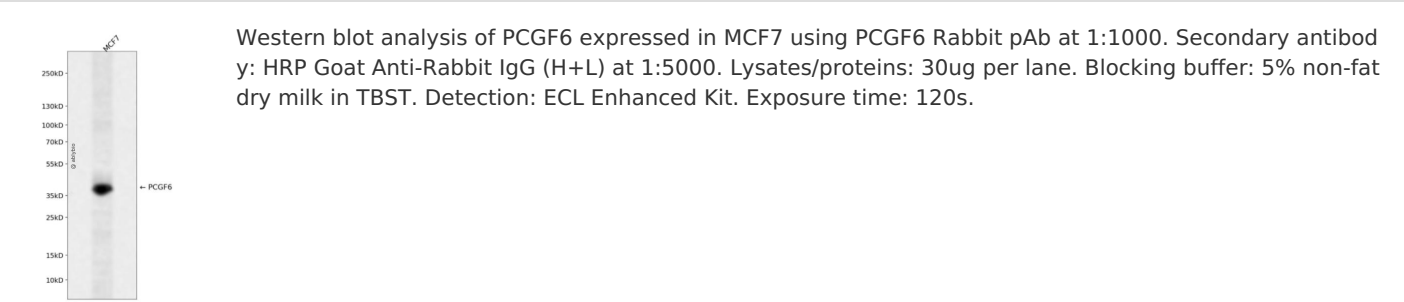 MCF7
250kD
130kD
100kD
70kD
55kD
35kD
25kD
15kD
10kD
← PCGF6
Western blot analysis of PCGF6 expressed in MCF7 using PCGF6 Rabbit pAb at 1:1000. Secondary antibod
y: HRP Goat Anti-Rabbit IgG (H+L) at 1:5000. Lysates/proteins: 30ug per lane. Blocking buffer: 5% non-fat
dry milk in TBST. Detection: ECL Enhanced Kit. Exposure time: 120s.